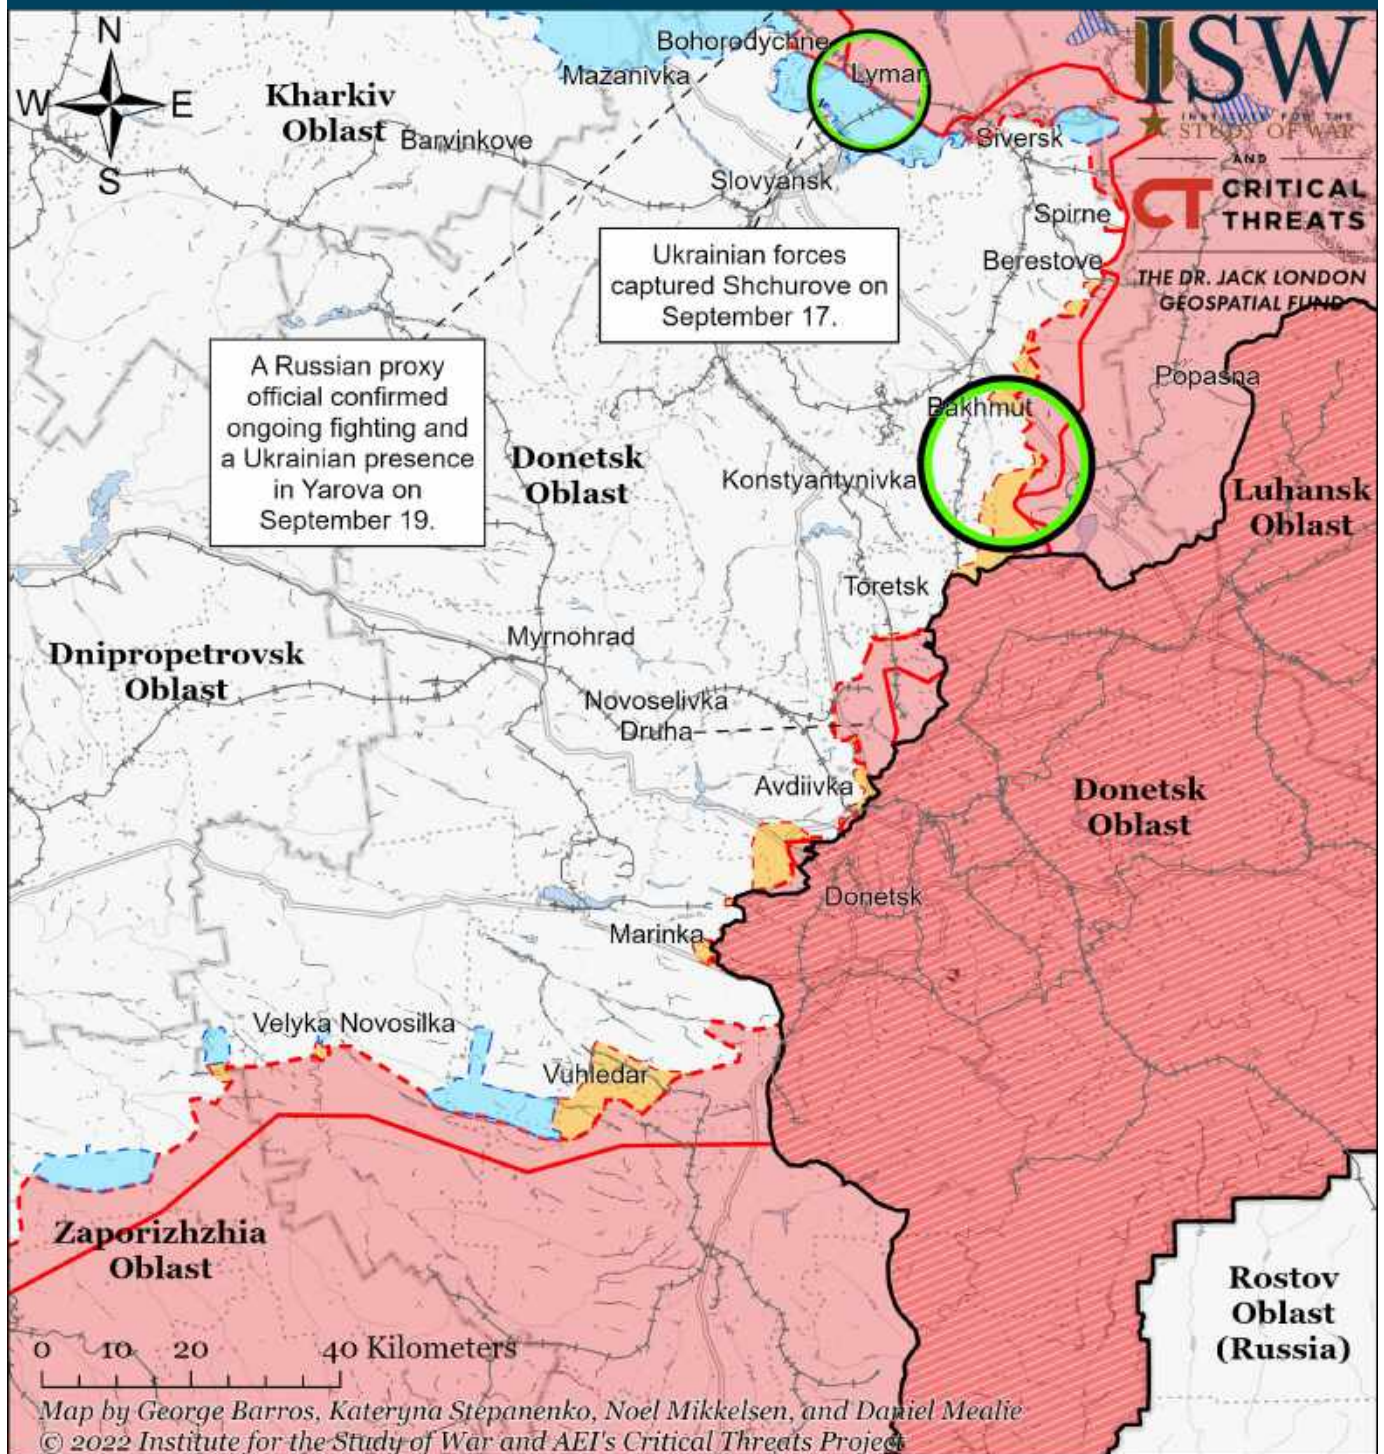 N
W E
S
Kharkiv
Oblast
Barvinkove
Bohorodychne
Mazanivka
Lyman
Slovyansk
Siversk
Spirne
Berestove
ISW
INSTITUTE FOR THE
STUDY OF WAR
AND
CT CRITICAL
THREATS
THE DR. JACK LONDON
GEOSPATIAL FUND
Ukrainian forces
captured Shchurove on
September 17.
A Russian proxy
official confirmed
ongoing fighting and
a Ukrainian presence
in Yarova on
September 19.
Popasna
Bakhmut
Donetsk
Oblast
Konstyantynivka
Luhansk
Oblast
Toretsk
Myrnohrad
Dnipropetrovsk
Oblast
Novoselivka
Druha
Avdiivka
Donetsk
Oblast
Donetsk
Marinka
Velyka Novosilka
Vuhledar
Zaporizhzhia
Oblast
Rostov
Oblast
(Russia)
0 10 20 40 Kilometers
Map by George Barros, Kateryna Stepanenko, Noel Mikkelsen, and Daniel Mealie
© 2022 Institute for the Study of War and AEI's Critical Threats Project